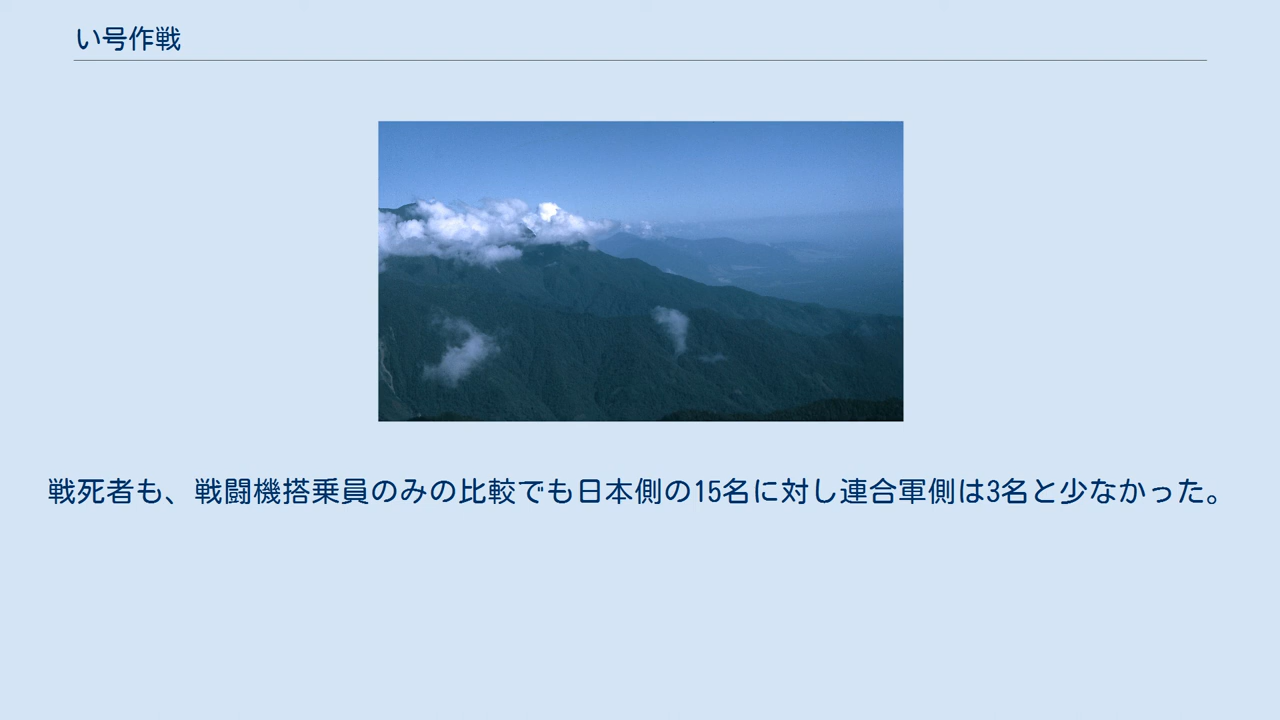 い号作戦
戦死者も、戦闘機搭乗員のみの比較でも日本側の15名に対し連合軍側は3名と少なかった。